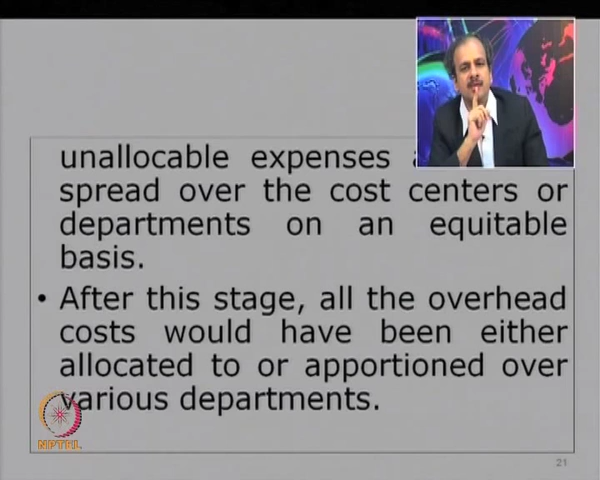 unallocable expenses a
spread over the cost centers or
departments on an equitable
basis.
• After this stage, all the overhead
costs would have been either
allocated to or apportioned over
various departments.
NPTEL
21